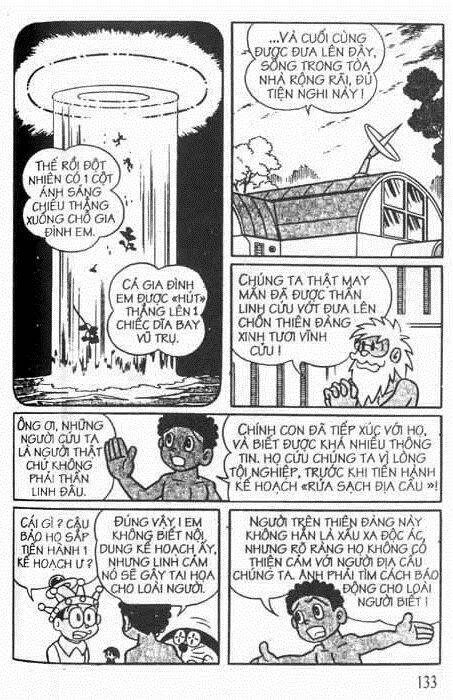 THẾ RỒI ĐỘT
NHIÊN CÓ 1 CỘT
ÁNH SÁNG
CHIẾU THẲNG
XUỐNG CHỖ GIA
ĐÌNH EM.
CẢ GIA ĐÌNH
EM ĐƯỢC «HÚT»
THẲNG LÊN 1
CHIẾC DĨA BAY
VŨ TRỤ.
...VÀ CUỐI CÙNG
ĐƯỢC ĐƯA LÊN ĐÂY,
SỐNG TRONG TÒA
NHÀ RỘNG RÃI, ĐỦ
TIỆN NGHI NÀY !
CHÚNG TA THẬT MAY
MẮN ĐÃ ĐƯỢC THẦN
LINH CỨU VỚT ĐƯA LÊN
CHỐN THIÊN ĐÀNG
XINH TƯƠI VĨNH
CỬU !
ÔNG ƠI, NHỮNG
NGƯỜI CỨU TA
LÀ NGƯỜI THẬT
CHỨ KHÔNG
PHẢI THẦN
LINH ĐÂU.
CHÍNH CON ĐÃ TIẾP XÚC VỚI HỌ,
VÀ BIẾT ĐƯỢC KHÁ NHIỀU THÔNG
TIN. HỌ CỨU CHÚNG TA VÌ LÒNG
TỘI NGHIỆP, TRƯỚC KHI TIẾN HÀNH
KẾ HOẠCH «RỬA SẠCH ĐỊA CẦU»!
CÁI GÌ ? CẬU
BẢO HỌ SẮP
TIẾN HÀNH 1
KẾ HOẠCH Ư ?
ĐÚNG VẬY ! EM
KHÔNG BIẾT NỘI
DUNG KẾ HOẠCH ẤY,
NHƯNG LINH CẢM
NÓ SẼ GÂY TAI HỌA
CHO LOÀI NGƯỜI.
NGƯỜI TRÊN THIÊN ĐÀNG NÀY
KHÔNG HẲN LÀ XẤU XA ĐỘC ÁC,
NHƯNG RÕ RÀNG HỌ KHÔNG CÓ
THIỆN CẢM VỚI NGƯỜI ĐỊA CẦU
CHÚNG TA. ANH PHẢI TÌM CÁCH BÁO
ĐỘNG CHO LOÀI
NGƯỜI BIẾT !
133